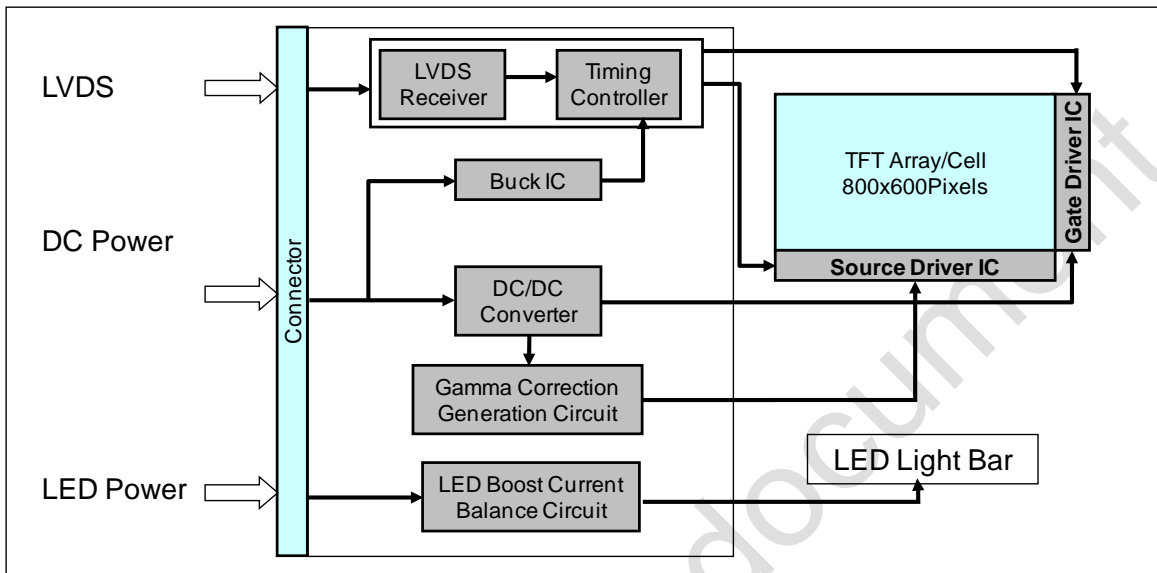 LVDS
DC Power
LED Power
Connector
LVDS
Receiver
Timing
Controller
Buck IC
DC/DC
Converter
Gamma Correction
Generation Circuit
LED Boost Current
Balance Circuit
TFT Array/Cell
800x600Pixels
Gate Driver IC
Source Driver IC
LED Light Bar
document